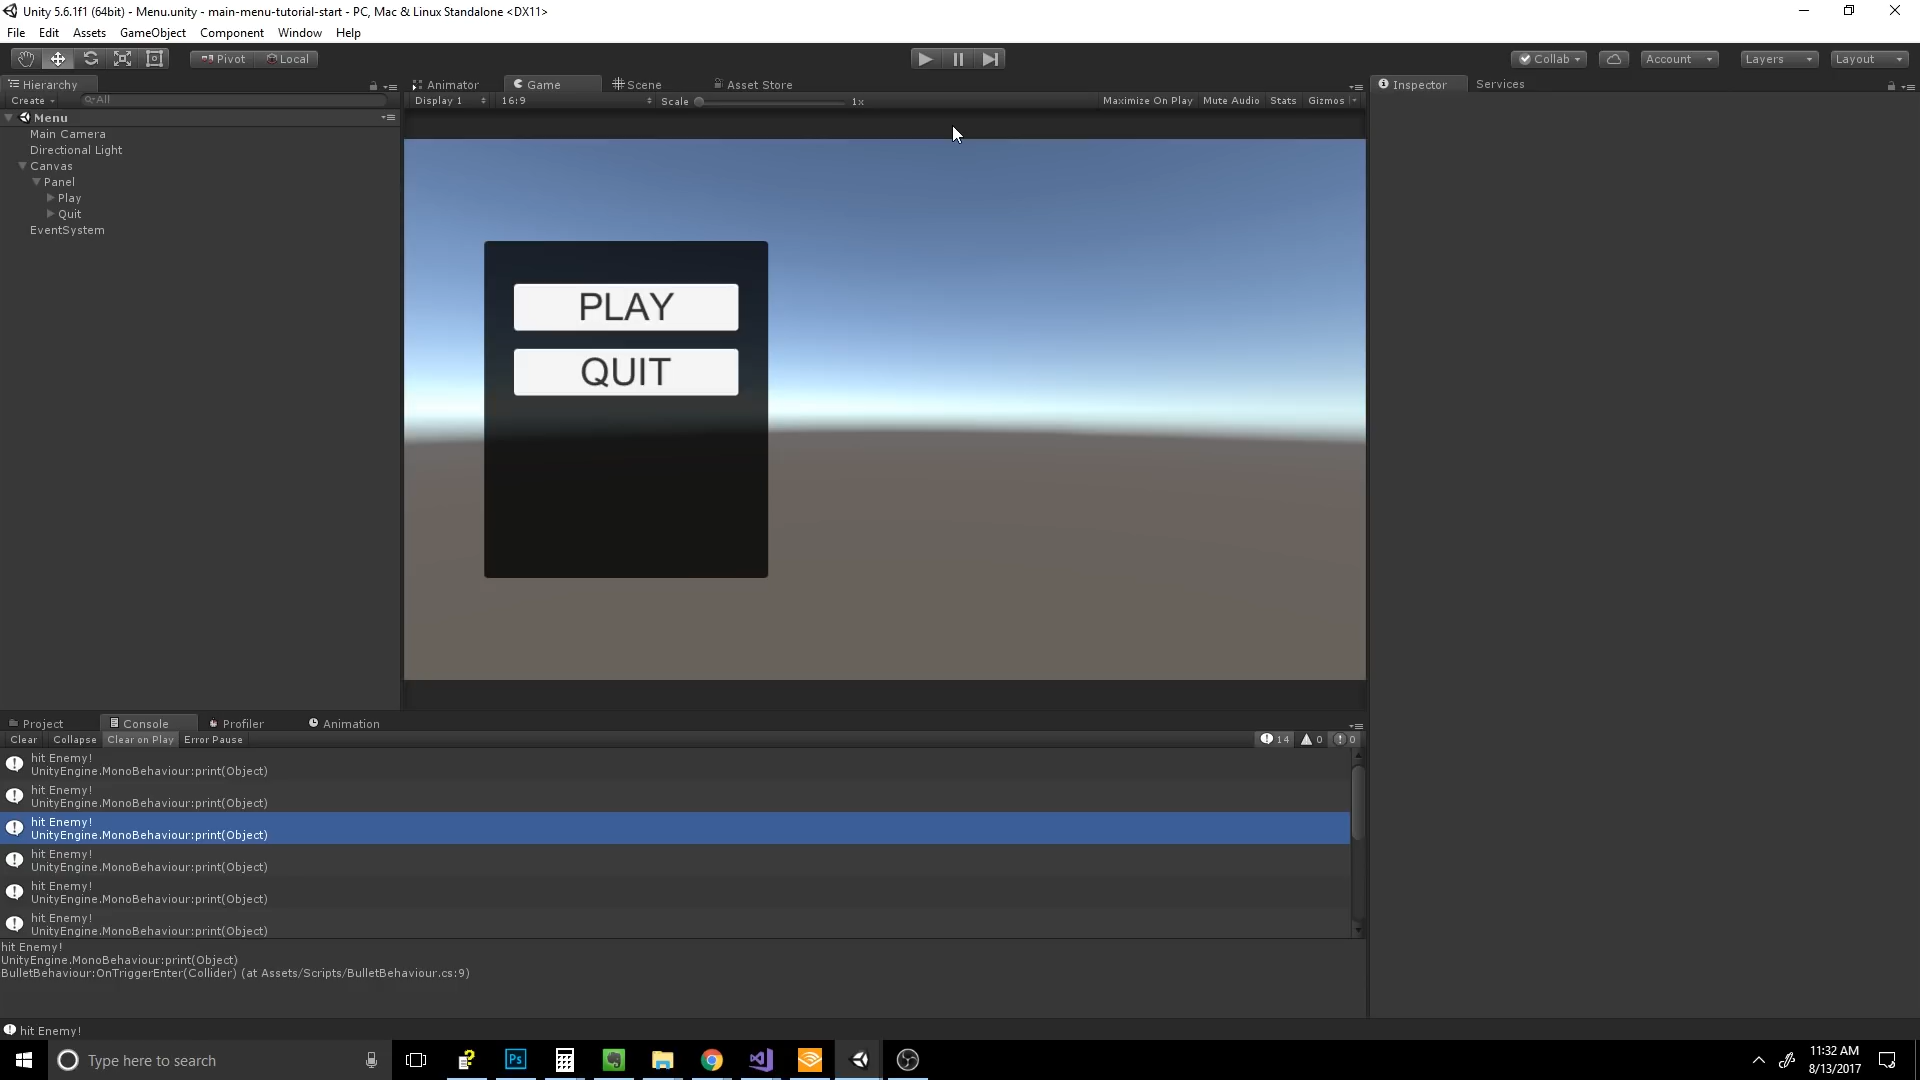 Unity 5.6.1f1 (64bit) - Menu.unity - main-menu-tutorial-start - PC, Mac & Linux Standalone <DX11>
File Edit Assets GameObject Component Window Help
Pivot Local Collab Account Layers Layout
Hierarchy Animator Game Scene Asset Store Inspector Services
Create All Display 1 16:9 Scale 1x Maximize On Play Mute Audio Stats Gizmos
Menu
Main Camera
Directional Light
Canvas
Panel
Play
Quit
EventSystem
PLAY
QUIT
Project Console Profiler Animation
Clear Collapse Clear on Play Error Pause 14 0 0
hit Enemy!
UnityEngine.MonoBehaviour:print(Object)
hit Enemy!
UnityEngine.MonoBehaviour:print(Object)
hit Enemy!
UnityEngine.MonoBehaviour:print(Object)
hit Enemy!
UnityEngine.MonoBehaviour:print(Object)
hit Enemy!
UnityEngine.MonoBehaviour:print(Object)
hit Enemy!
UnityEngine.MonoBehaviour:print(Object)
hit Enemy!
UnityEngine.MonoBehaviour:print(Object)
BulletBehaviour:OnTriggerEnter(Collider) (at Assets/Scripts/BulletBehaviour.cs:9)
hit Enemy!
Type here to search Ps 11:32 AM
8/13/2017